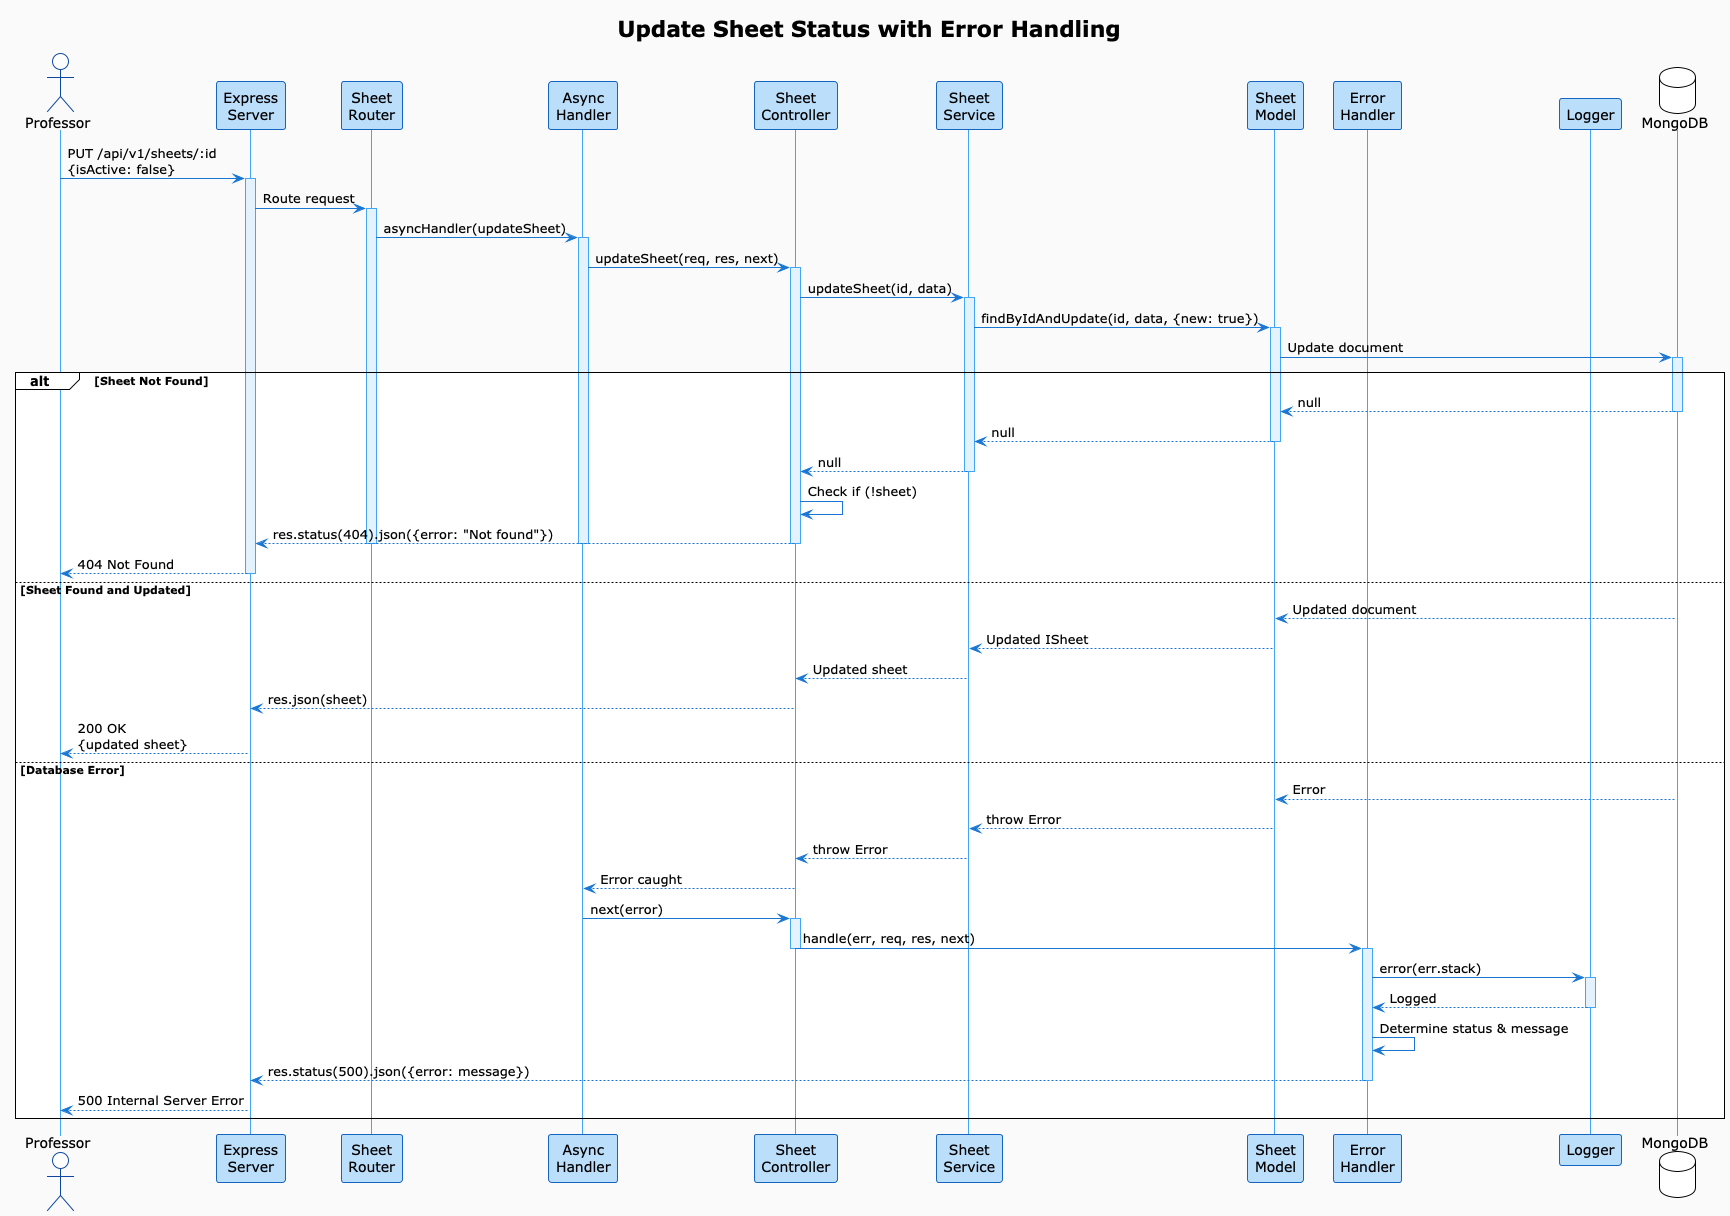 Update Sheet Status with Error Handling
Professor
Express
Server
Sheet
Router
Async
Handler
Sheet
Controller
Sheet
Service
Sheet
Model
Error
Handler
Logger
MongoDB
PUT /api/v1/sheets/:id
{isActive: false}
Route request
asyncHandler(updateSheet)
updateSheet(req, res, next)
updateSheet(id, data)
findByIdAndUpdate(id, data, {new: true})
Update document
alt
[Sheet Not Found]
null
null
null
Check if (!sheet)
res.status(404).json({error: "Not found"})
404 Not Found
[Sheet Found and Updated]
Updated document
Updated ISheet
Updated sheet
res.json(sheet)
200 OK
{updated sheet}
[Database Error]
Error
throw Error
throw Error
Error caught
next(error)
handle(err, req, res, next)
error(err.stack)
Logged
Determine status & message
res.status(500).json({error: message})
500 Internal Server Error
Professor
Express
Server
Sheet
Router
Async
Handler
Sheet
Controller
Sheet
Service
Sheet
Model
Error
Handler
Logger
MongoDB